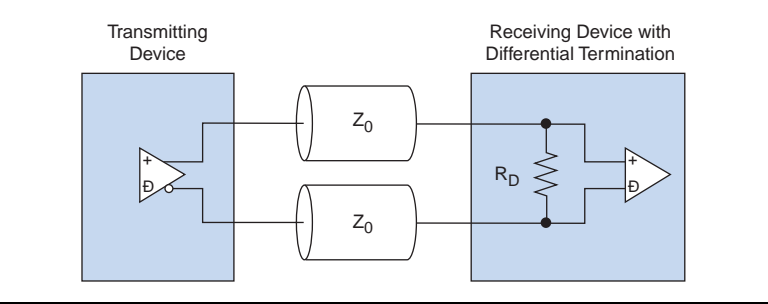 Transmitting
Device
Receiving Device with
Differential Termination
Z0
Z0
RD
+
Ð
+
Ð